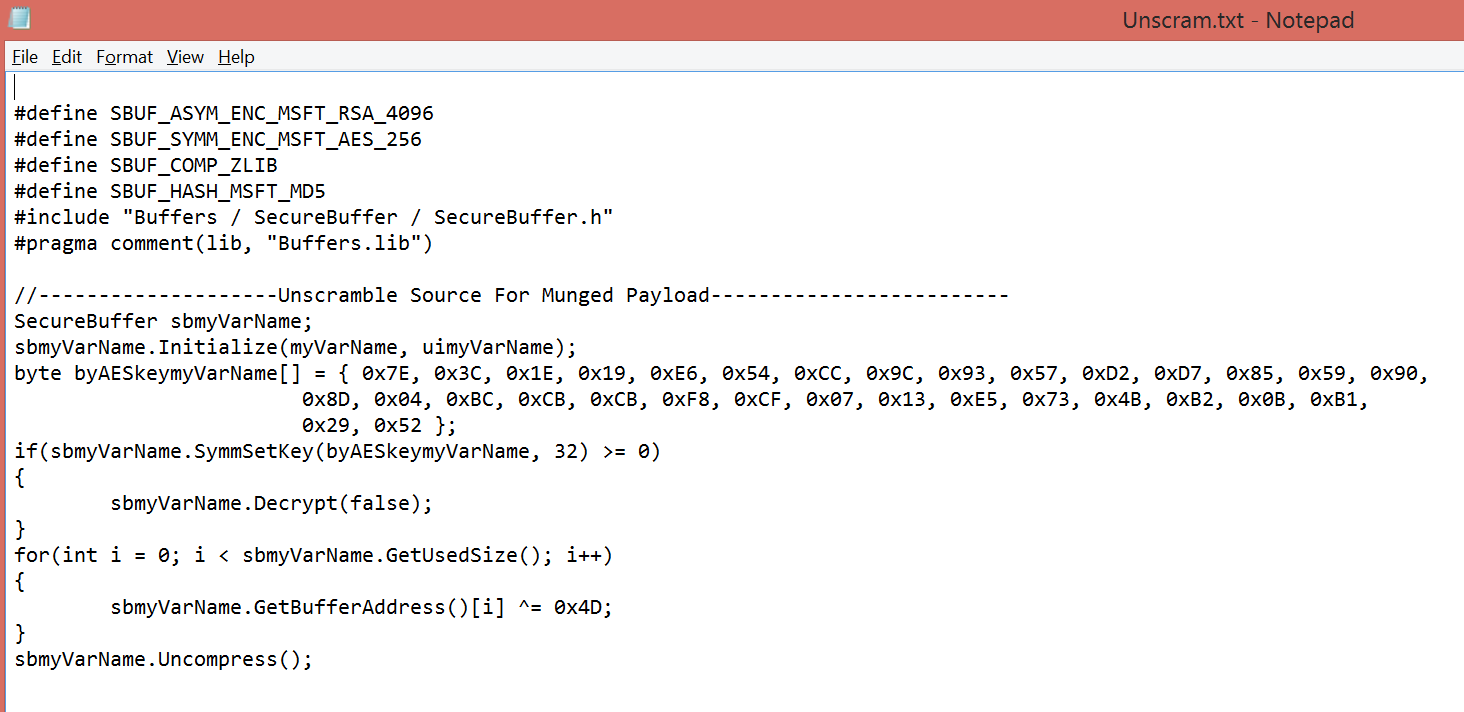 Unscram.txt - Notepad
File Edit Format View Help
#define SBUF_ASYM_ENC_MSFT_RSA_4096
#define SBUF_SYMM_ENC_MSFT_AES_256
#define SBUF_COMP_ZLIB
#define SBUF_HASH_MSFT_MD5
#include "Buffers / SecureBuffer / SecureBuffer.h"
#pragma comment(lib, "Buffers.lib")
//--------------------Unscramble Source For Munged Payload-------------------------
SecureBuffer sbmyVarName;
sbmyVarName.Initialize(myVarName, uimyVarName);
byte byAESkeymyVarName[] = { 0x7E, 0x3C, 0x1E, 0x19, 0xE6, 0x54, 0xCC, 0x9C, 0x93, 0x57, 0xD2, 0xD7, 0x85, 0x59, 0x90,
0x8D, 0x04, 0xBC, 0xCB, 0xCB, 0xF8, 0xCF, 0x07, 0x13, 0xE5, 0x73, 0x4B, 0xB2, 0x0B, 0xB1,
0x29, 0x52 };
if(sbmyVarName.SymmSetKey(byAESkeymyVarName, 32) >= 0)
{
sbmyVarName.Decrypt(false);
}
for(int i = 0; i < sbmyVarName.GetUsedSize(); i++)
{
sbmyVarName.GetBufferAddress()[i] ^= 0x4D;
}
sbmyVarName.Uncompress();